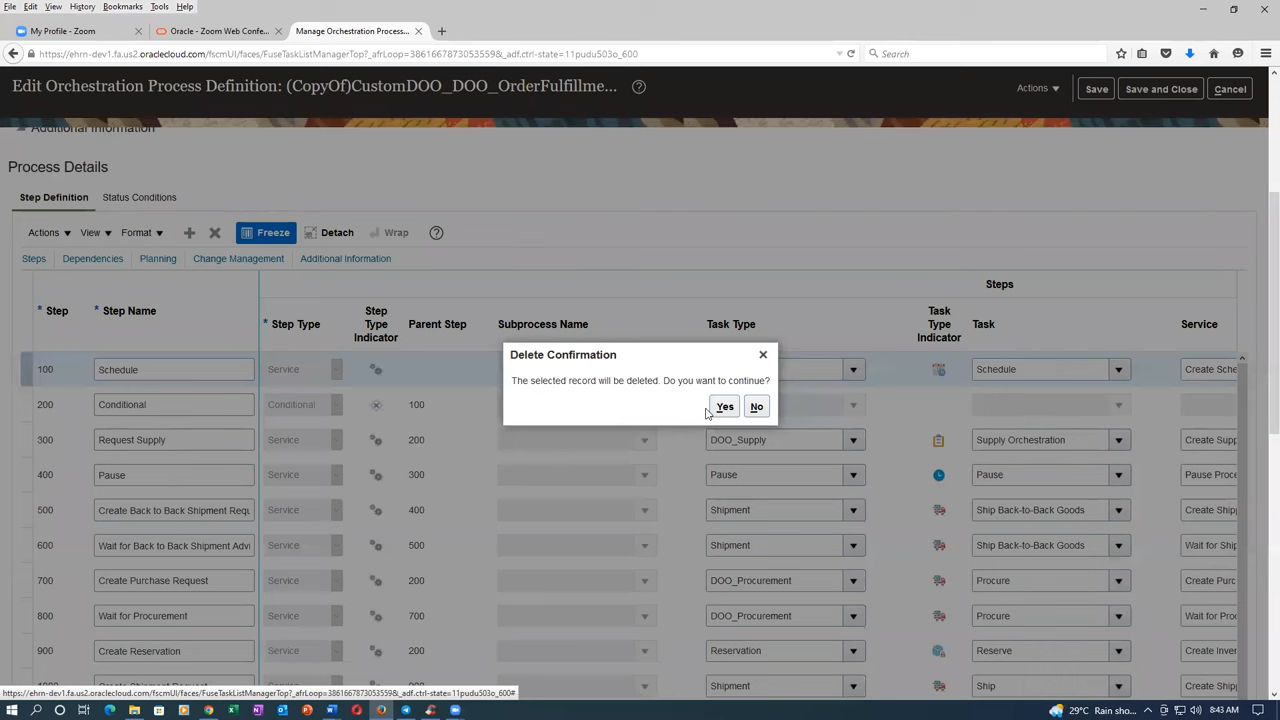 File Edit View History Bookmarks Tools Help
My Profile - Zoom
Oracle - Zoom Web Confe...
Manage Orchestration Process...
https://ehrn-dev1.fa.us2.oraclecloud.com/fscmUI/faces/FuseTaskListManagerTop?_afrLoop=3861667873053559&_adf.ctrl-state=11pudu503o_600
Search
Edit Orchestration Process Definition: (CopyOf)CustomDOO_DOO_OrderFulfillme...
Actions Save Save and Close Cancel
Additional Information
Process Details
Step Definition Status Conditions
Actions View Format Freeze Detach Wrap
Steps Dependencies Planning Change Management Additional Information
Steps
* Step * Step Name * Step Type Step Type Indicator Parent Step Subprocess Name Task Type Task Type Indicator Task Service
100 Schedule Service Schedule Create Sche
200 Conditional Conditional 100
300 Request Supply Service 200 DOO_Supply Supply Orchestration Create Supp
400 Pause Service 300 Pause Pause Pause Proce
500 Create Back to Back Shipment Requ Service 400 Shipment Ship Back-to-Back Goods Create Ship
600 Wait for Back to Back Shipment Advi Service 500 Shipment Ship Back-to-Back Goods Wait for Ship
700 Create Purchase Request Service 200 DOO_Procurement Procure Create Purc
800 Wait for Procurement Service 700 DOO_Procurement Procure Wait for Pro
900 Create Reservation Service 200 Reservation Reserve Create Inven
Shipment Ship
Delete Confirmation
The selected record will be deleted. Do you want to continue?
Yes No
https://ehrn-dev1.fa.us2.oraclecloud.com/fscmUI/faces/FuseTaskListManagerTop?_afrLoop=3861667873053559&_adf.ctrl-state=11pudu503o_600#
29°C Rain sho... 8:43 AM